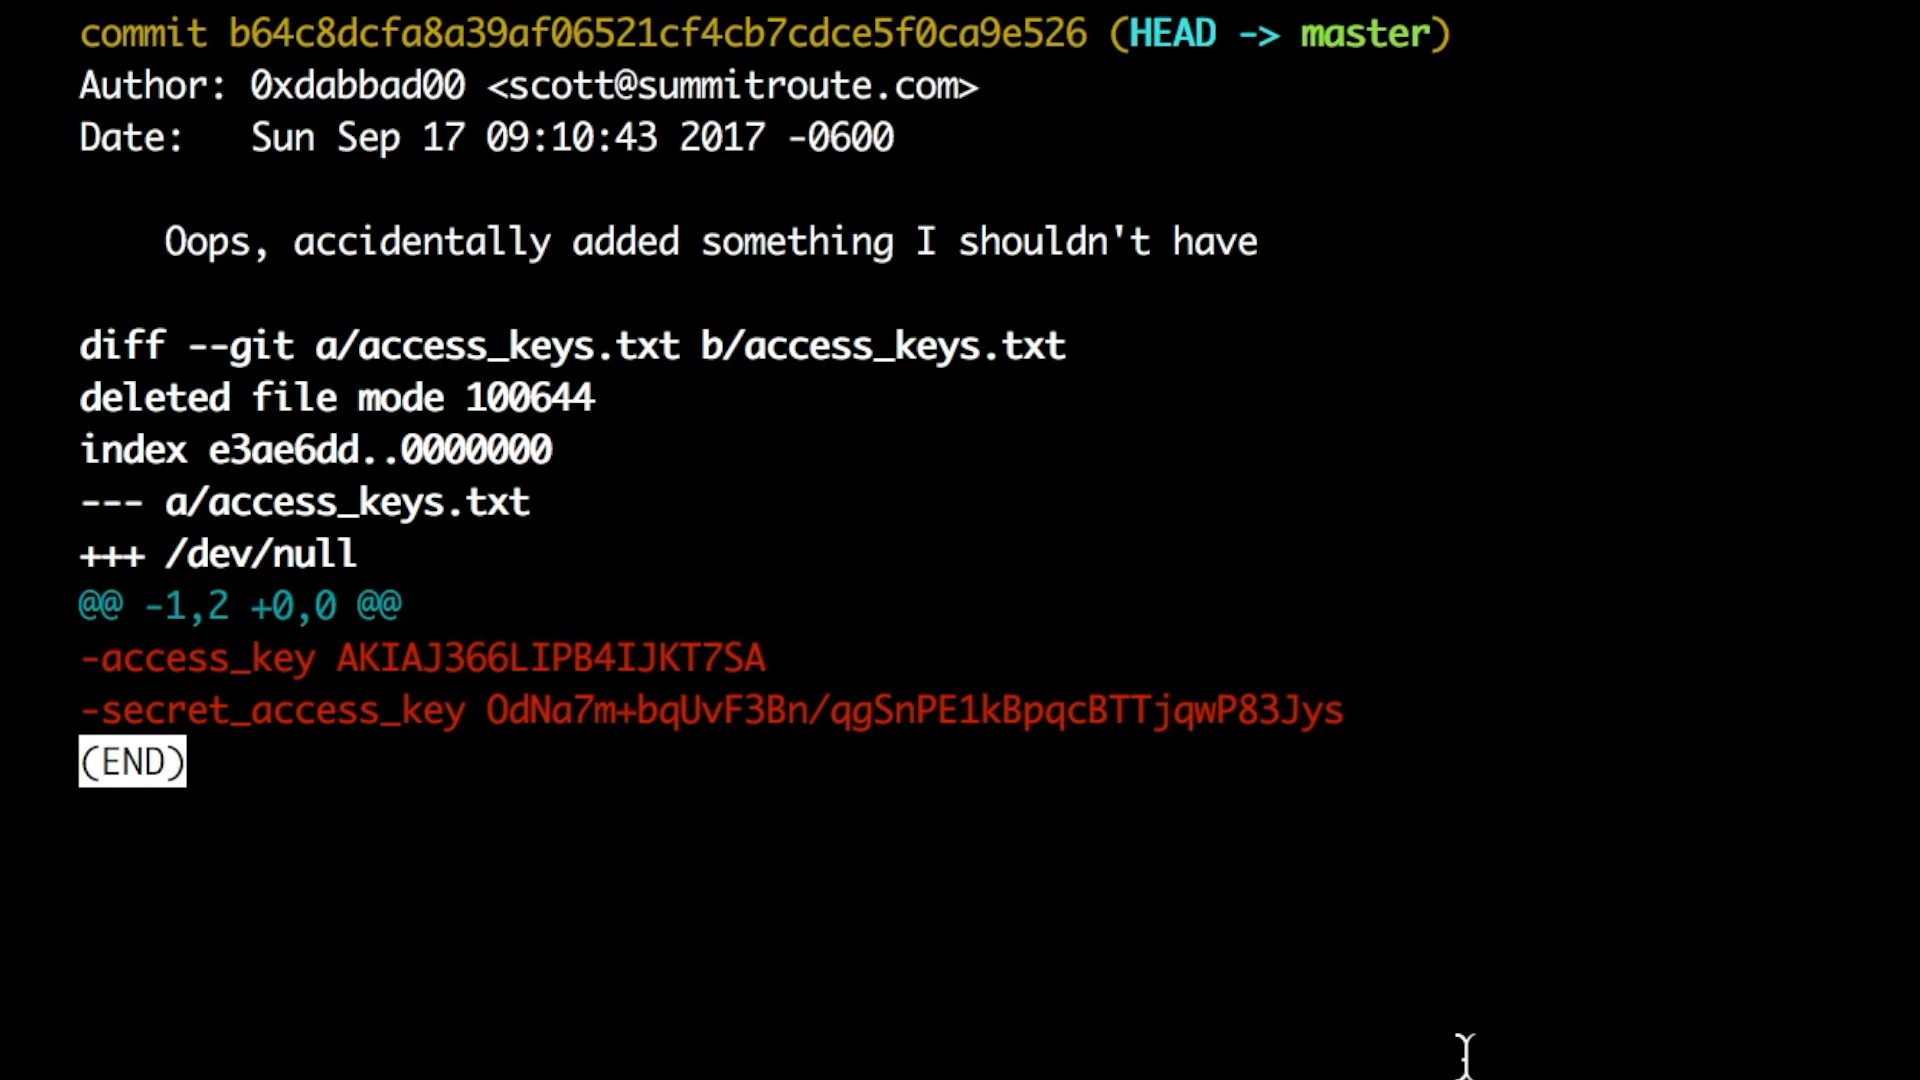 commit b64c8dcfa8a39af06521cf4cb7cdce5f0ca9e526 (HEAD -> master)
Author: 0xdabbad00 <scott@summitroute.com>
Date:   Sun Sep 17 09:10:43 2017 -0600
Oops, accidentally added something I shouldn't have
diff --git a/access_keys.txt b/access_keys.txt
deleted file mode 100644
index e3ae6dd..0000000
--- a/access_keys.txt
+++ /dev/null
@@ -1,2 +0,0 @@
-access_key AKIAJ366LIPB4IJKT7SA
-secret_access_key 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
(END)